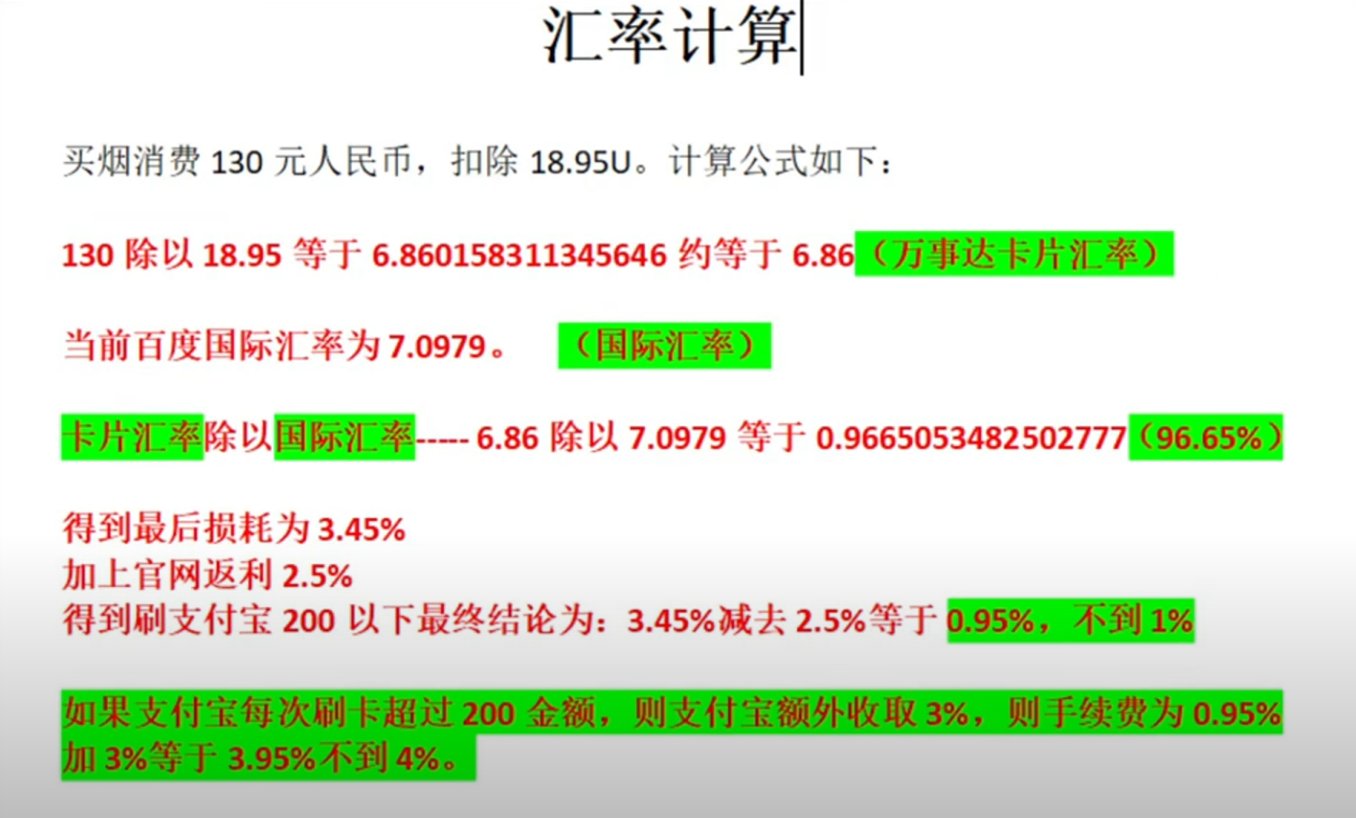 汇率计算
买烟消费 130 元人民币，扣除 18.95U。计算公式如下：
130 除以 18.95 等于 6.860158311345646 约等于 6.86（万事达卡片汇率）
当前百度国际汇率为 7.0979。 （国际汇率）
卡片汇率除以国际汇率----- 6.86 除以 7.0979 等于 0.9665053482502777（96.65%）
得到最后损耗为 3.45%
加上官网返利 2.5%
得到刷支付宝 200 以下最终结论为：3.45%减去 2.5%等于 0.95%，不到 1%
如果支付宝每次刷卡超过 200 金额，则支付宝额外收取 3%，则手续费为 0.95%
加 3%等于 3.95%不到 4%。